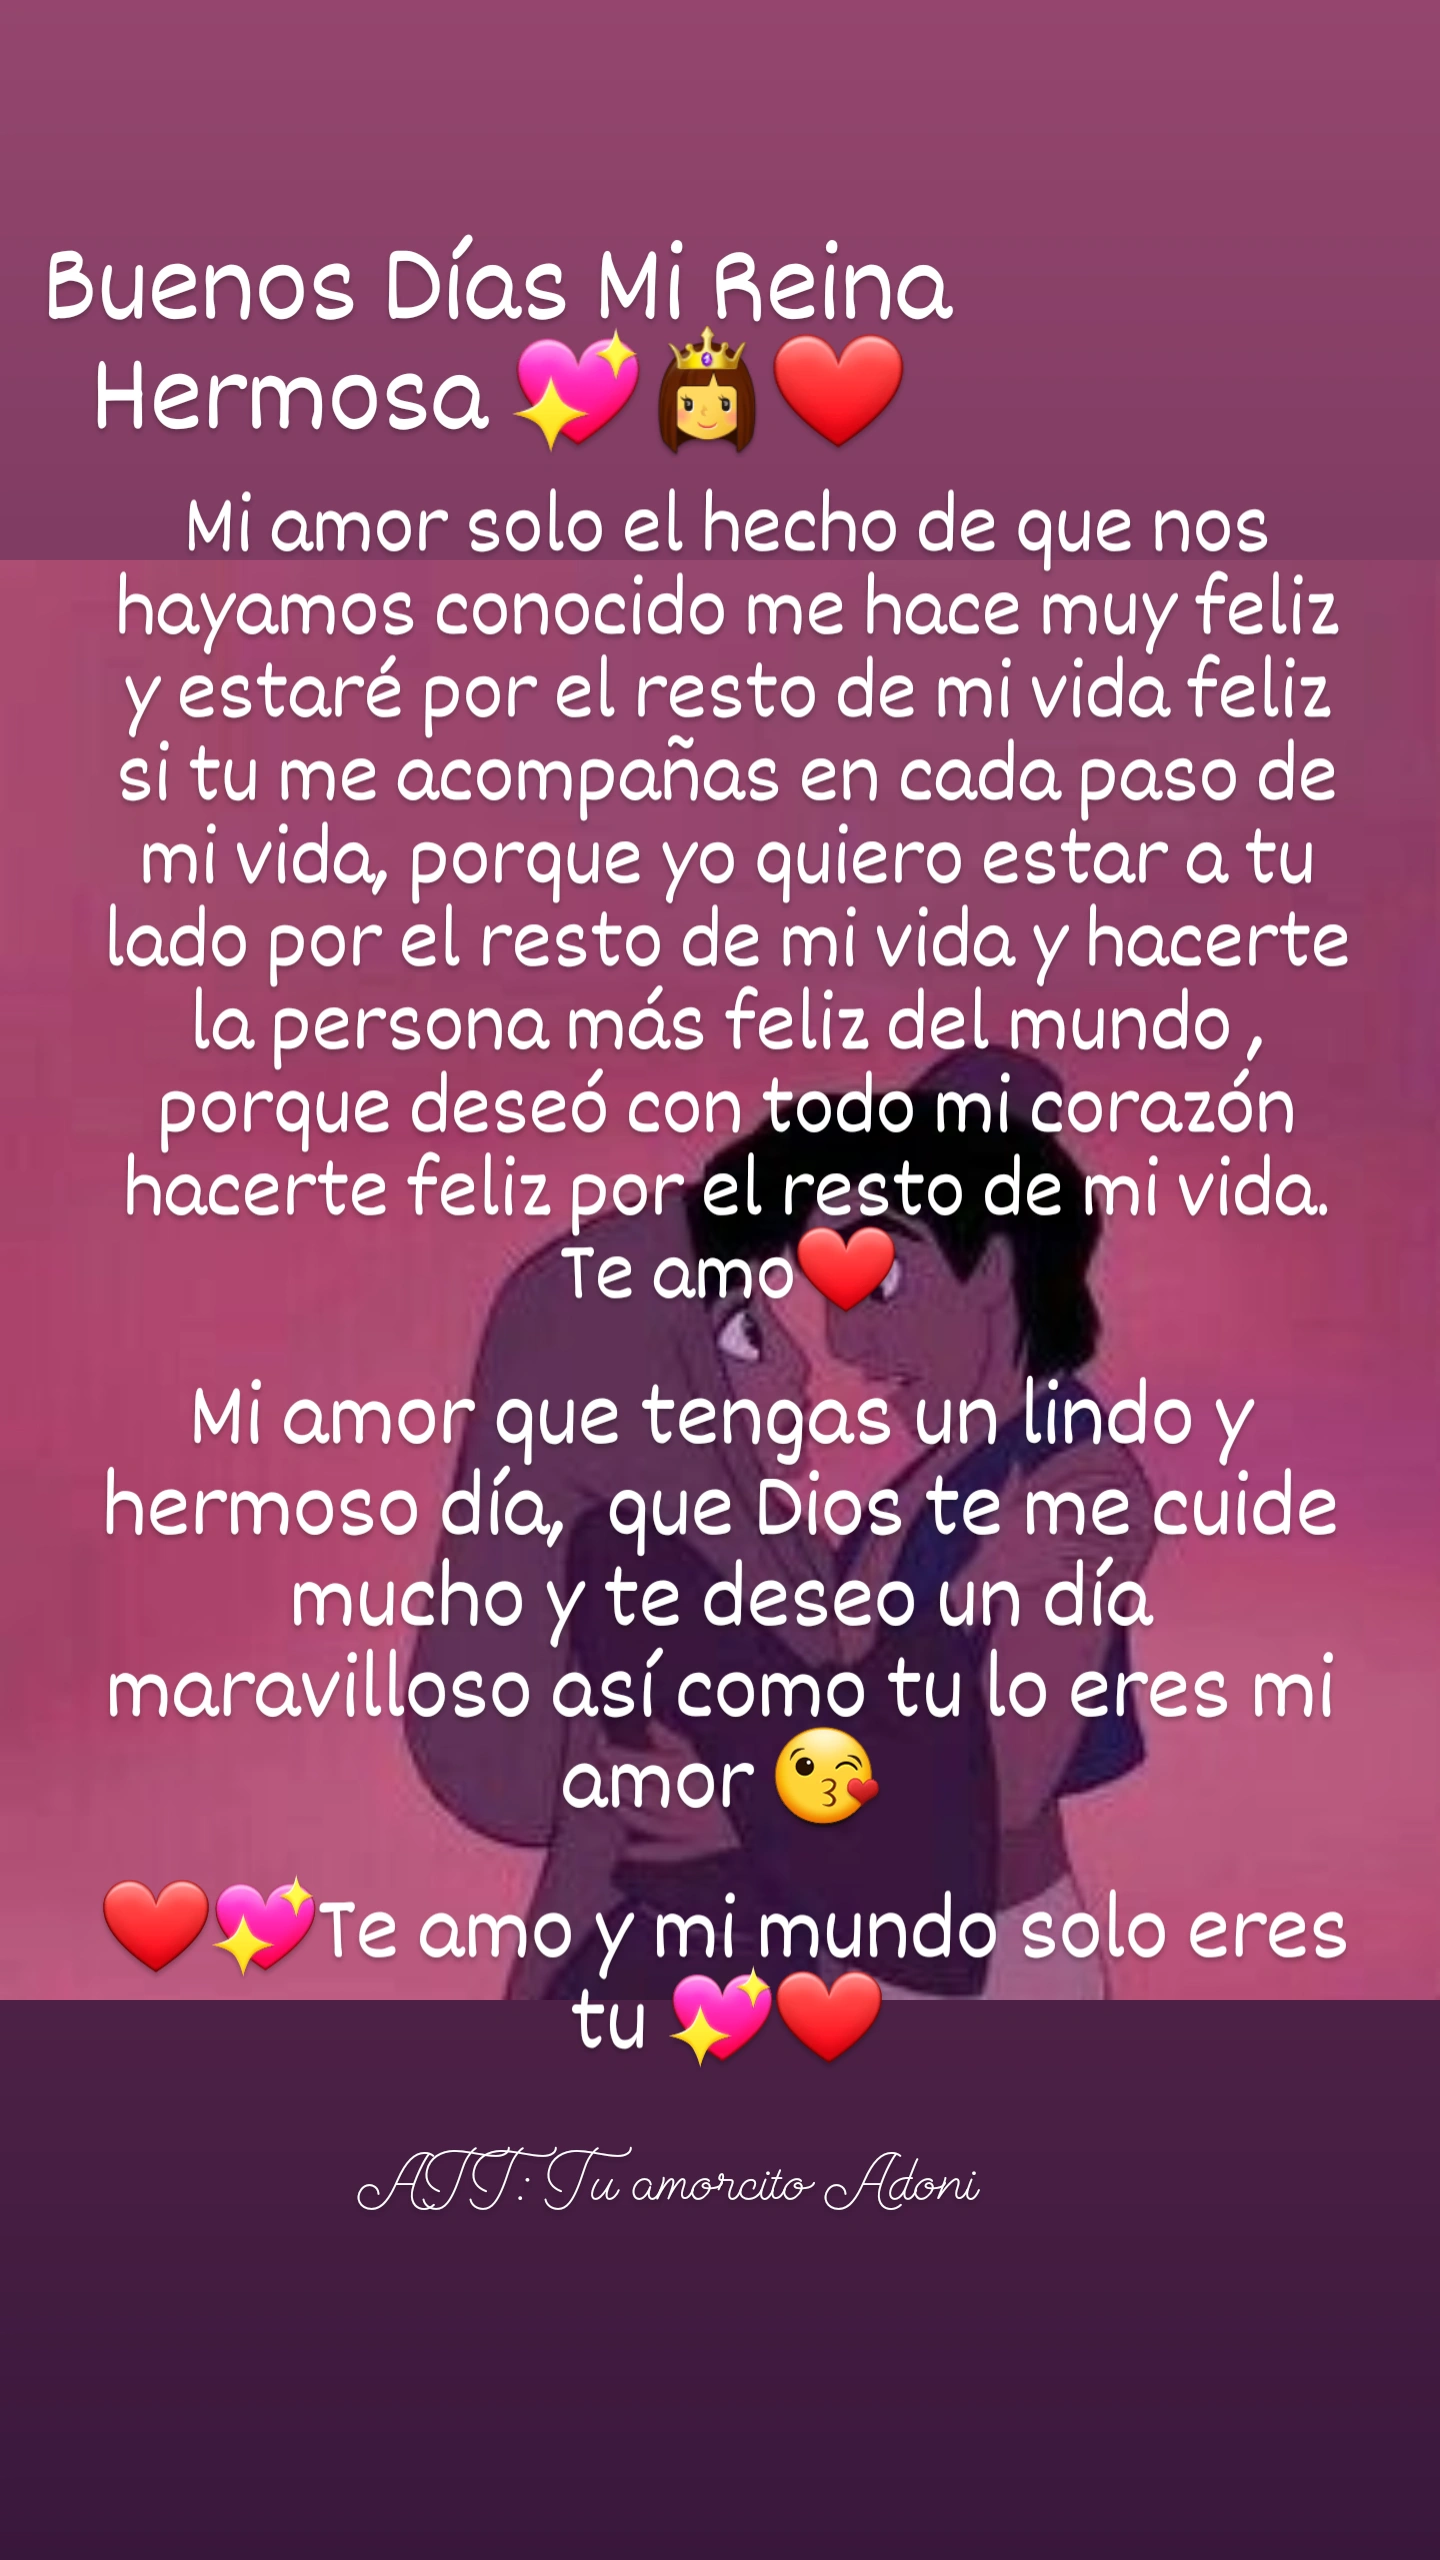 Buenos Días Mi Reina
Hermosa 💖👸❤️
Mi amor solo el hecho de que nos
hayamos conocido me hace muy feliz
y estaré por el resto de mi vida feliz
si tu me acompañas en cada paso de
mi vida, porque yo quiero estar a tu
lado por el resto de mi vida y hacerte
la persona más feliz del mundo ,
porque deseó con todo mi corazón
hacerte feliz por el resto de mi vida.
Te amo❤️
Mi amor que tengas un lindo y
hermoso día,  que Dios te me cuide
mucho y te deseo un día
maravilloso así como tu lo eres mi
amor 😘
❤️💖Te amo y mi mundo solo eres
tu 💖❤️
ATT: Tu amorcito Adoni